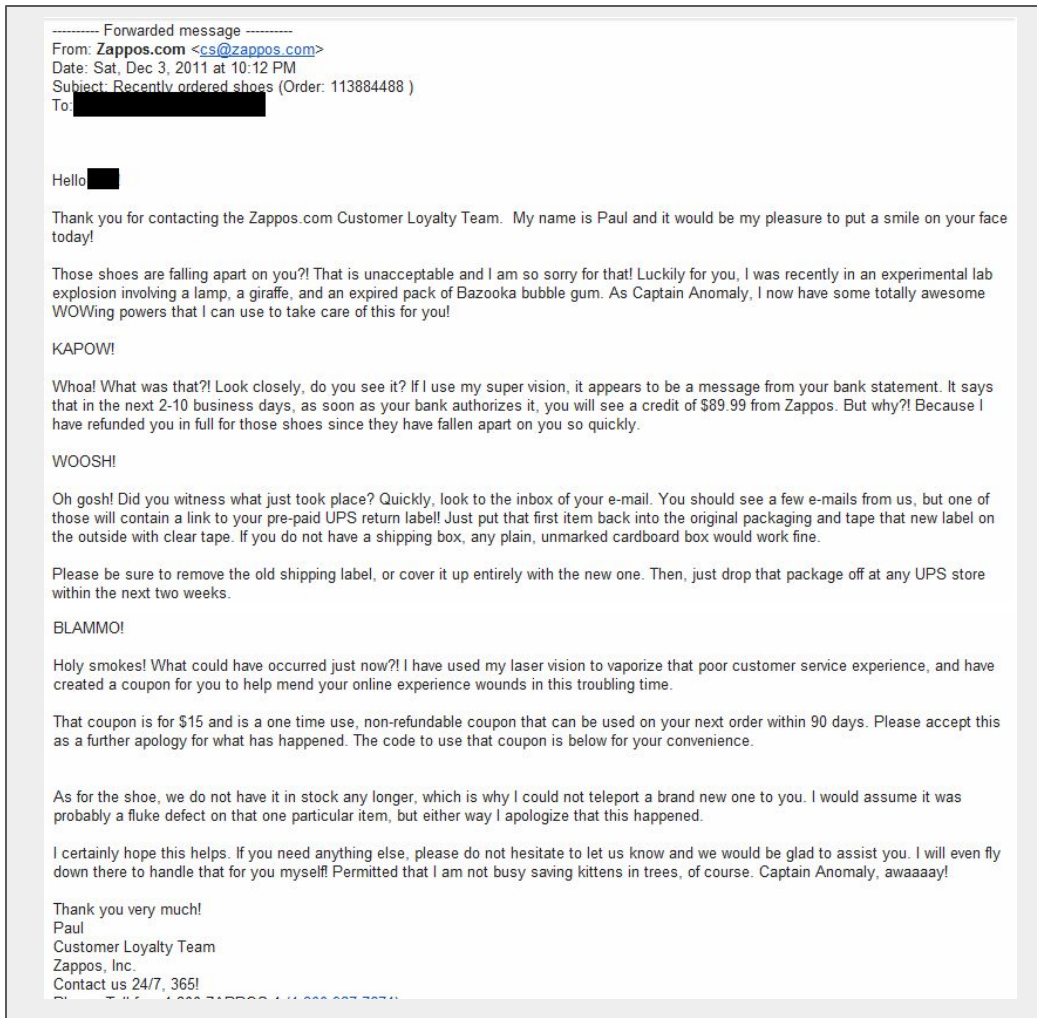 ---------- Forwarded message ----------
From: Zappos.com <cs@zappos.com>
Date: Sat, Dec 3, 2011 at 10:12 PM
Subject: Recently ordered shoes (Order: 113884488 )
To:
Hello
Thank you for contacting the Zappos.com Customer Loyalty Team.  My name is Paul and it would be my pleasure to put a smile on your face
today!
Those shoes are falling apart on you?! That is unacceptable and I am so sorry for that! Luckily for you, I was recently in an experimental lab
explosion involving a lamp, a giraffe, and an expired pack of Bazooka bubble gum. As Captain Anomaly, I now have some totally awesome
WOWing powers that I can use to take care of this for you!
KAPOW!
Whoa! What was that?! Look closely, do you see it? If I use my super vision, it appears to be a message from your bank statement. It says
that in the next 2-10 business days, as soon as your bank authorizes it, you will see a credit of $89.99 from Zappos. But why?! Because I
have refunded you in full for those shoes since they have fallen apart on you so quickly.
WOOSH!
Oh gosh! Did you witness what just took place? Quickly, look to the inbox of your e-mail. You should see a few e-mails from us, but one of
those will contain a link to your pre-paid UPS return label! Just put that first item back into the original packaging and tape that new label on
the outside with clear tape. If you do not have a shipping box, any plain, unmarked cardboard box would work fine.
Please be sure to remove the old shipping label, or cover it up entirely with the new one. Then, just drop that package off at any UPS store
within the next two weeks.
BLAMMO!
Holy smokes! What could have occurred just now?! I have used my laser vision to vaporize that poor customer service experience, and have
created a coupon for you to help mend your online experience wounds in this troubling time.
That coupon is for $15 and is a one time use, non-refundable coupon that can be used on your next order within 90 days. Please accept this
as a further apology for what has happened. The code to use that coupon is below for your convenience.
As for the shoe, we do not have it in stock any longer, which is why I could not teleport a brand new one to you. I would assume it was
probably a fluke defect on that one particular item, but either way I apologize that this happened.
I certainly hope this helps. If you need anything else, please do not hesitate to let us know and we would be glad to assist you. I will even fly
down there to handle that for you myself! Permitted that I am not busy saving kittens in trees, of course. Captain Anomaly, awaaaay!
Thank you very much!
Paul
Customer Loyalty Team
Zappos, Inc.
Contact us 24/7, 365!